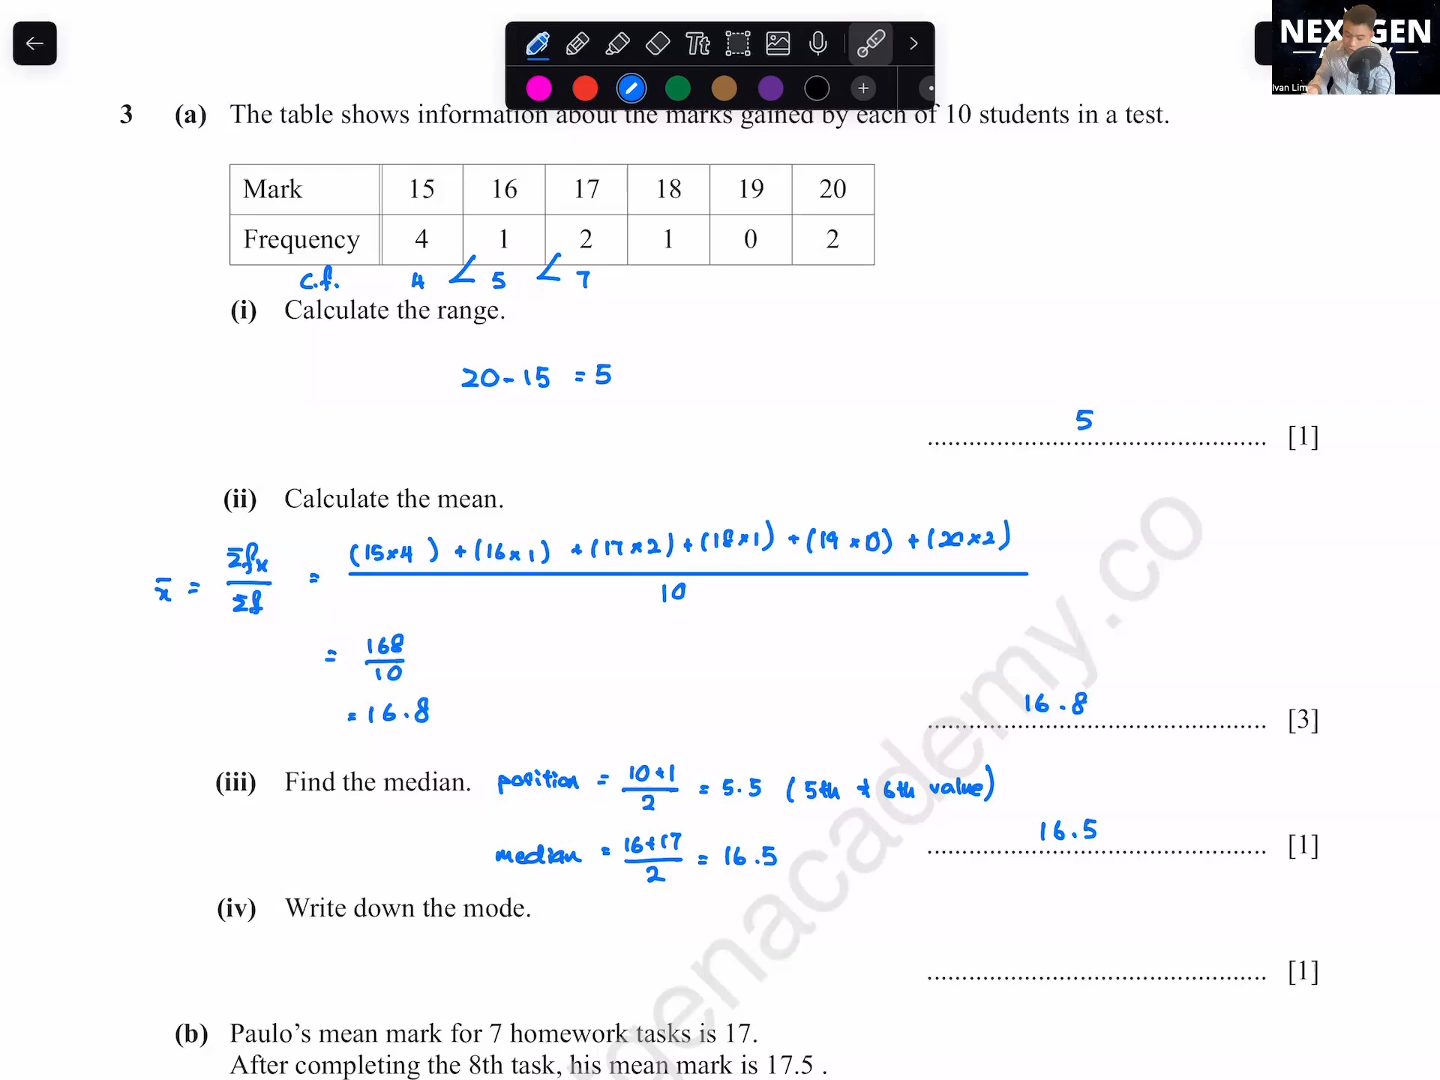 NEXTGEN
Ivan Lim
3 (a) The table shows information about the marks gained by each of 10 students in a test.
Mark 15 16 17 18 19 20
Frequency 4 1 2 1 0 2
c.f. 4 < 5 < 7
(i) Calculate the range.
20 - 15 = 5
5
[1]
(ii) Calculate the mean.
x̄ = Σfx / Σf = (15×4) + (16×1) + (17×2) + (18×1) + (19×0) + (20×2) / 10
= 168 / 10
= 16.8
16.8
[3]
(iii) Find the median. position = 10+1 / 2 = 5.5 (5th & 6th value)
median = 16+17 / 2 = 16.5
16.5
[1]
(iv) Write down the mode.
[1]
(b) Paulo's mean mark for 7 homework tasks is 17.
After completing the 8th task, his mean mark is 17.5 .